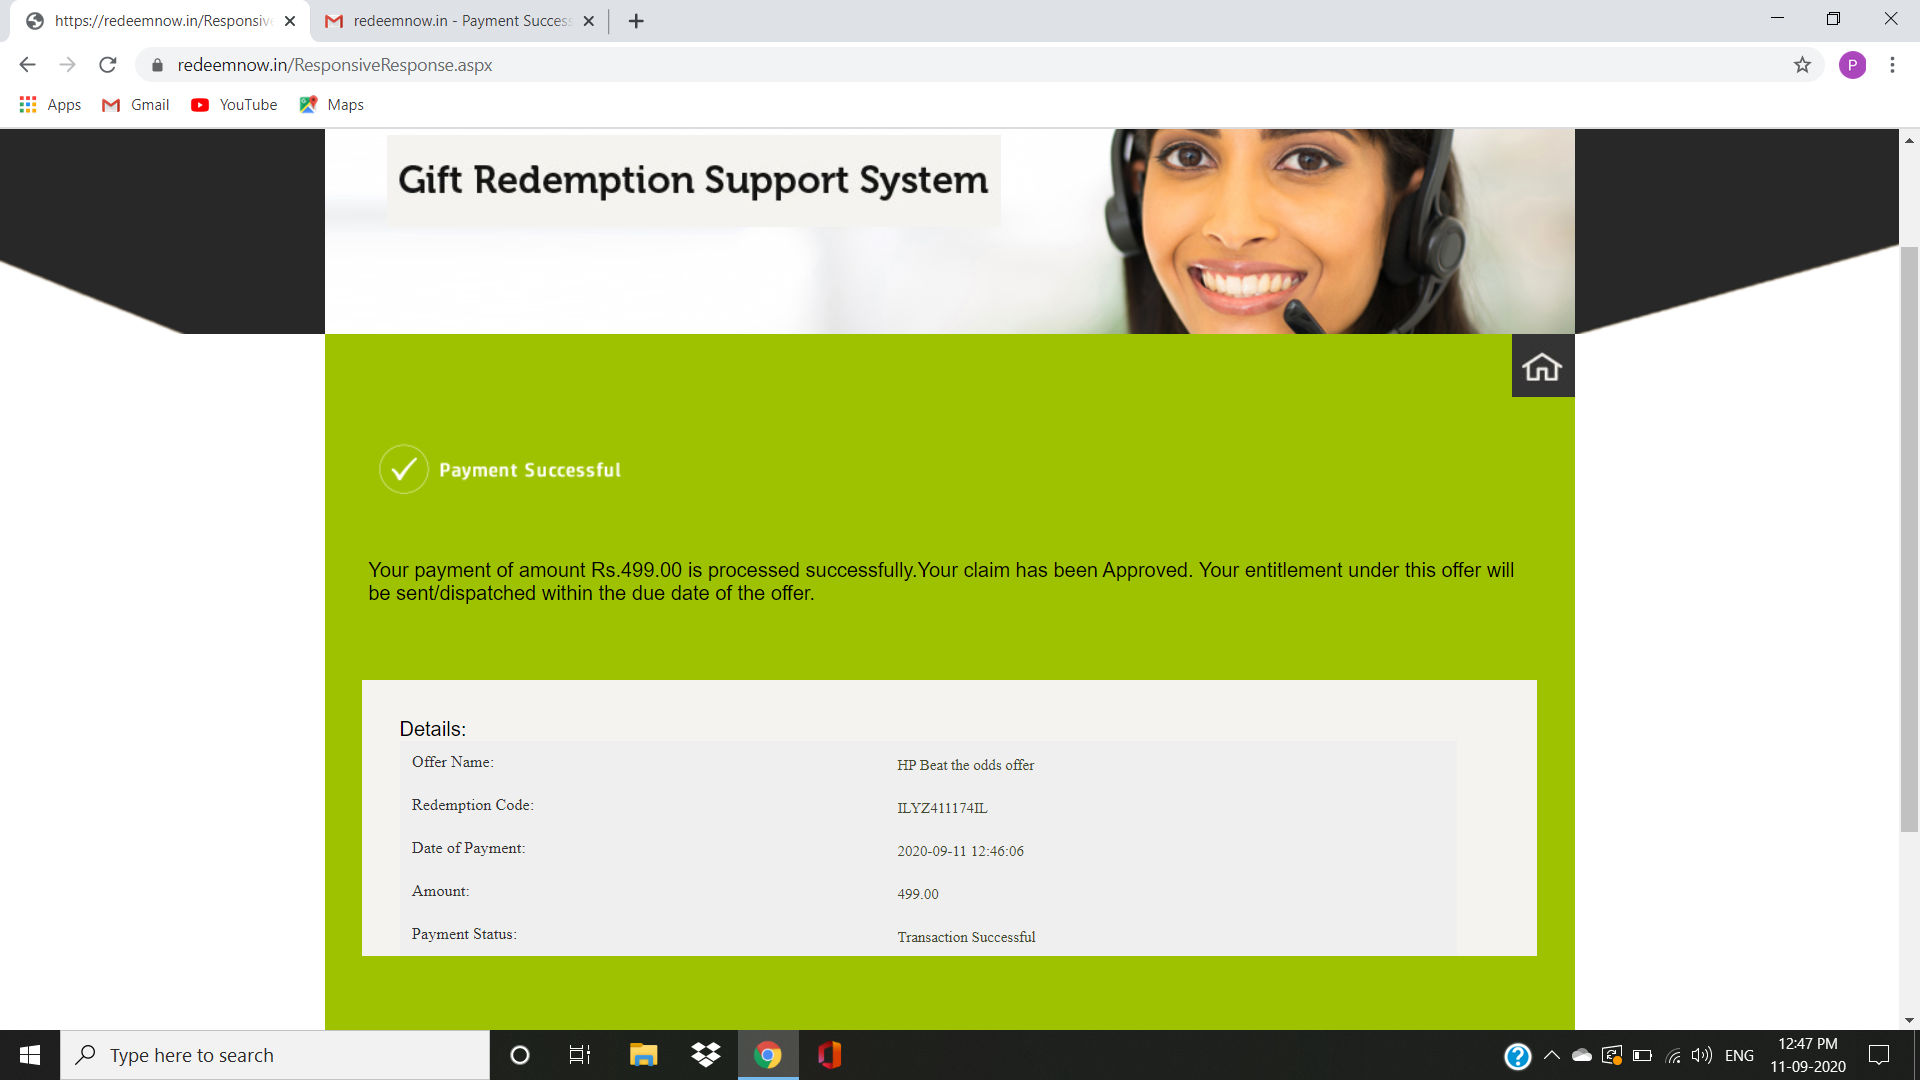 https://redeemnow.in/Responsive
redeemnow.in - Payment Success
redeemnow.in/ResponsiveResponse.aspx
P
Apps
Gmail
YouTube
Maps
Gift Redemption Support System
Payment Successful
Your payment of amount Rs.499.00 is processed successfully.Your claim has been Approved. Your entitlement under this offer will
be sent/dispatched within the due date of the offer.
Details:
Offer Name: HP Beat the odds offer
Redemption Code: ILYZ411174IL
Date of Payment: 2020-09-11 12:46:06
Amount: 499.00
Payment Status: Transaction Successful
Type here to search
ENG
12:47 PM
11-09-2020